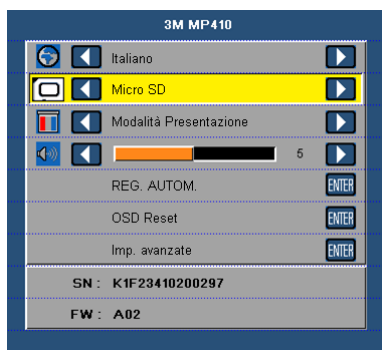 3M MP410
Italiano
Micro SD
Modalità Presentazione
5
REG. AUTOM. ENTER
OSD Reset ENTER
Imp. avanzate ENTER
SN : K1F23410200297
FW : A02